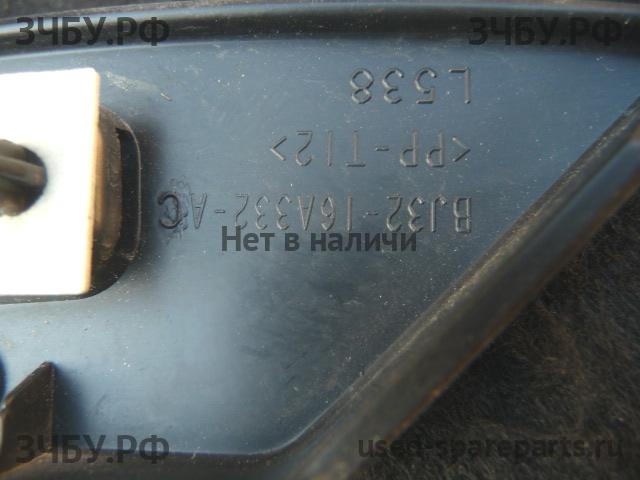 ЗЧБУ.РФ
ЗЧБУ.РФ
L538
<PP-T12>
BJ32-16A332-AC
Нет в наличи
ЗЧБУ.РФ
used-spareparts.ru